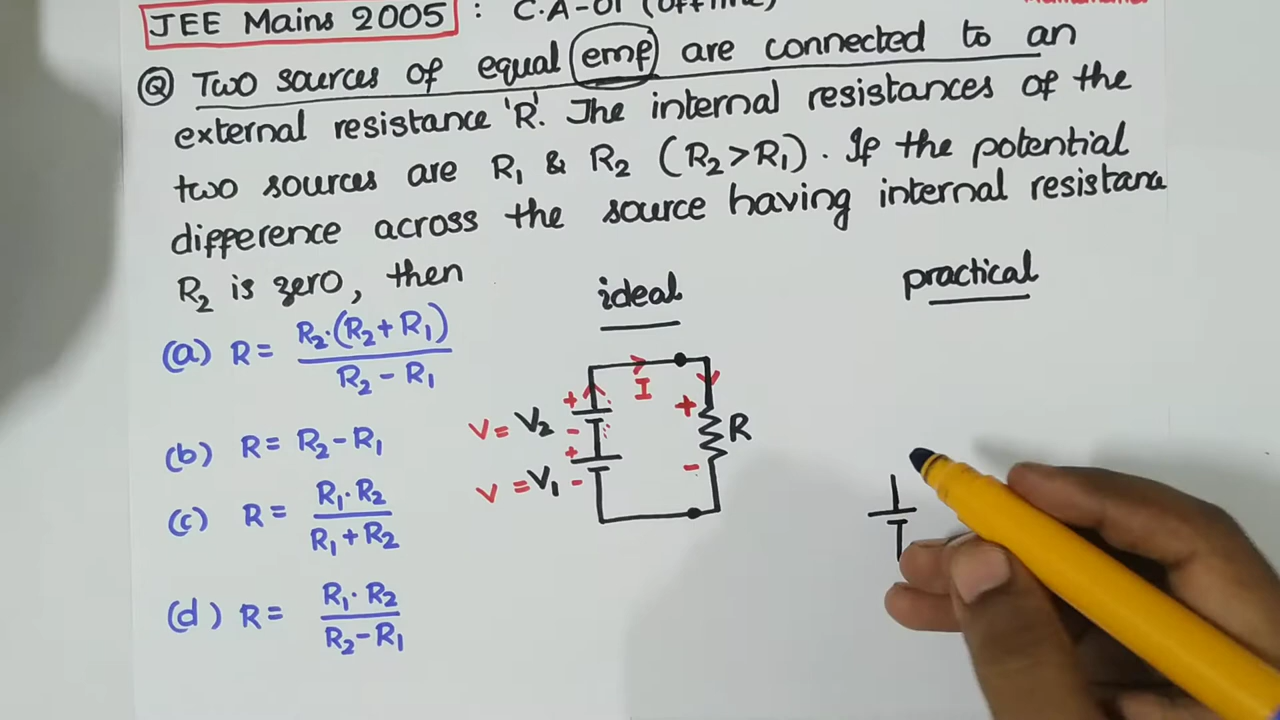 JEE Mains 2005 : C.A-01 (offline)
Q Two sources of equal emf are connected to an
external resistance 'R'. The internal resistances of the
two sources are R₁ & R₂ (R₂>R₁). If the potential
difference across the source having internal resistance
R₂ is zero, then
ideal
practical
(a) R= R₂·(R₂+R₁) / R₂-R₁
(b) R= R₂-R₁
(c) R= R₁·R₂ / R₁+R₂
(d) R= R₁·R₂ / R₂-R₁
I
+
+
V= V₂
-
R
+
V =V₁
-
-